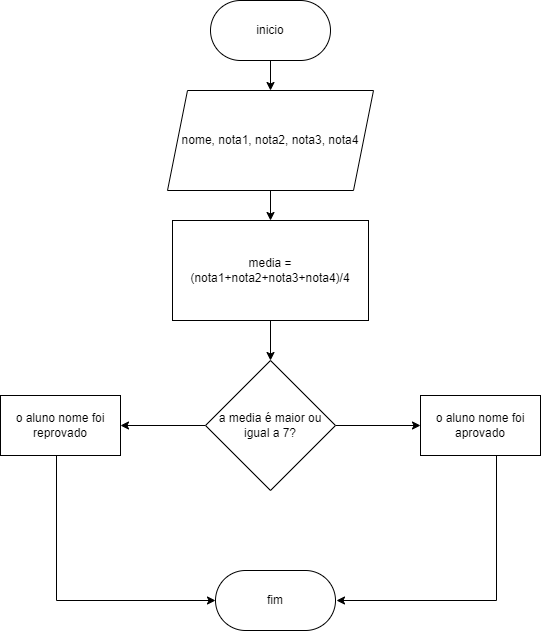 inicio
nome, nota1, nota2, nota3, nota4
media =
(nota1+nota2+nota3+nota4)/4
a media é maior ou
igual a 7?
o aluno nome foi
reprovado
o aluno nome foi
aprovado
fim